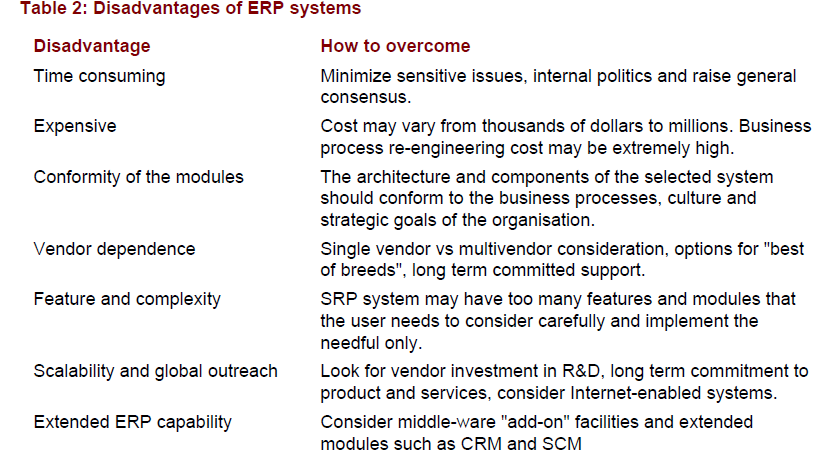 Table 2: Disadvantages of ERP systems
Disadvantage How to overcome
Time consuming Minimize sensitive issues, internal politics and raise general
consensus.
Expensive Cost may vary from thousands of dollars to millions. Business
process re-engineering cost may be extremely high.
Conformity of the modules The architecture and components of the selected system
should conform to the business processes, culture and
strategic goals of the organisation.
Vendor dependence Single vendor vs multivendor consideration, options for "best
of breeds", long term committed support.
Feature and complexity SRP system may have too many features and modules that
the user needs to consider carefully and implement the
needful only.
Scalability and global outreach Look for vendor investment in R&D, long term commitment to
product and services, consider Internet-enabled systems.
Extended ERP capability Consider middle-ware "add-on" facilities and extended
modules such as CRM and SCM